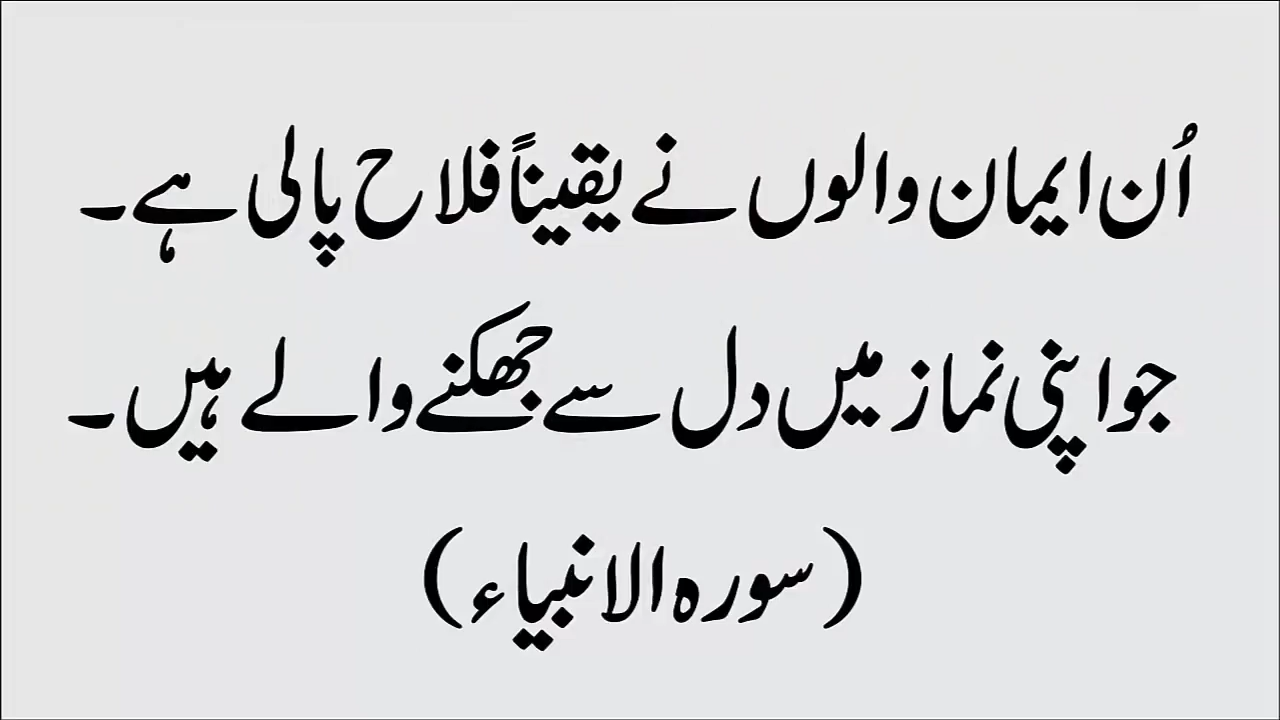 اُن ایمان والوں نے یقیناً فلاح پالی ہے۔
جو اپنی نماز میں دل سے جھکنے والے ہیں۔
(سورہ الانبیاء)